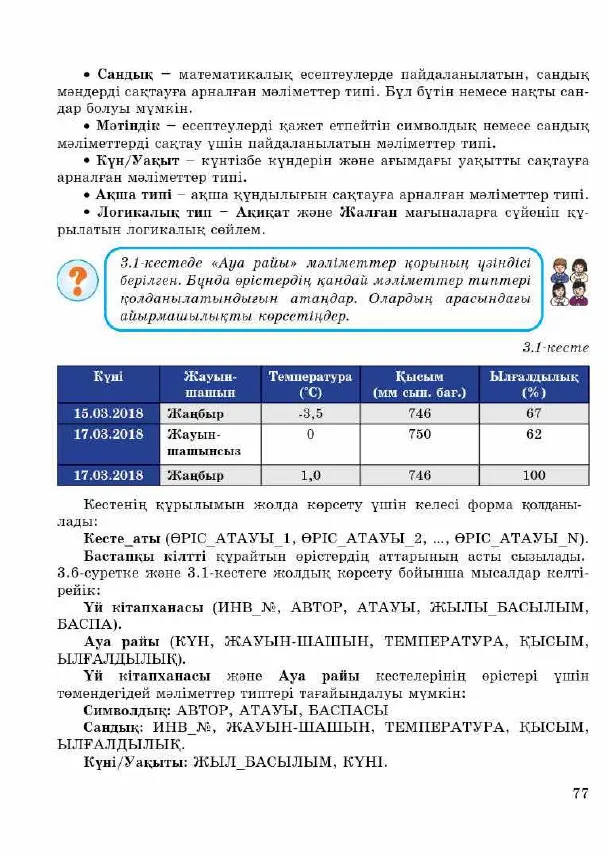 • Сандық – математикалық есептеулерде пайдаланылатын, сандық
мәндерді сақтауға арналған мәліметтер типі. Бұл бүтін немесе нақты сан-
дар болуы мүмкін.
• Мәтіндік – есептеулерді қажет етпейтін символдық немесе сандық
мәліметтерді сақтау үшін пайдаланылатын мәліметтер типі.
• Күн/Уақыт – күнтізбе күндерін және ағымдағы уақытты сақтауға
арналған мәліметтер типі.
• Ақша типі – ақша құндылығын сақтауға арналған мәліметтер типі.
• Логикалық тип – Ақиқат және Жалған мағыналарға сүйеніп құ-
рылатын логикалық сөйлем.
?
3.1-кестеде «Ауа райы» мәліметтер қорының үзіндісі
берілген. Бұнда өрістердің қандай мәліметтер типтері
қолданылатындығын атаңдар. Олардың арасындағы
айырмашылықты көрсетіңдер.
3.1-кесте
Күні Жауын- Температура Қысым Ылғалдылық
шашын (°С) (мм сын. бағ.) (%)
15.03.2018 Жаңбыр -3,5 746 67
17.03.2018 Жауын- 0 750 62
шашынсыз
17.03.2018 Жаңбыр 1,0 746 100
Кестенің құрылымын жолда көрсету үшін келесі форма қолданы-
лады:
Кесте_аты (ӨРІС_АТАУЫ_1, ӨРІС_АТАУЫ_2, ..., ӨРІС_АТАУЫ_N).
Бастапқы кілтті құрайтын өрістердің аттарының асты сызылады.
3.6-суретке және 3.1-кестеге жолдық көрсету бойынша мысалдар келті-
рейік:
Үй кітапханасы (ИНВ_№, АВТОР, АТАУЫ, ЖЫЛЫ_БАСЫЛЫМ,
БАСПА).
Ауа райы (КҮН, ЖАУЫН-ШАШЫН, ТЕМПЕРАТУРА, ҚЫСЫМ,
ЫЛҒАЛДЫЛЫҚ).
Үй кітапханасы және Ауа райы кестелерінің өрістері үшін
төмендегідей мәліметтер типтері тағайындалуы мүмкін:
Символдық: АВТОР, АТАУЫ, БАСПАСЫ
Сандық: ИНВ_№, ЖАУЫН-ШАШЫН, ТЕМПЕРАТУРА, ҚЫСЫМ,
ЫЛҒАЛДЫЛЫҚ.
Күні/Уақыты: ЖЫЛ_БАСЫЛЫМ, КҮНІ.
77